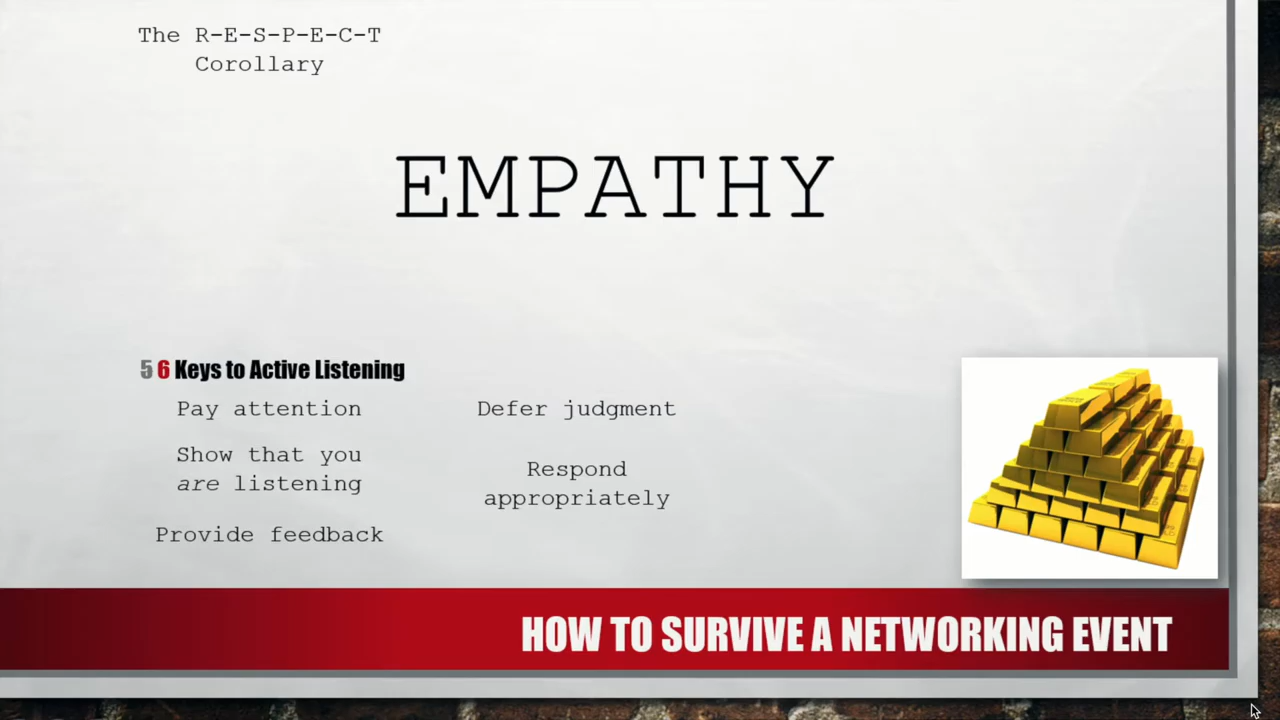 The R-E-S-P-E-C-T
Corollary
EMPATHY
5 6 Keys to Active Listening
Pay attention
Show that you
are listening
Provide feedback
Defer judgment
Respond
appropriately
HOW TO SURVIVE A NETWORKING EVENT